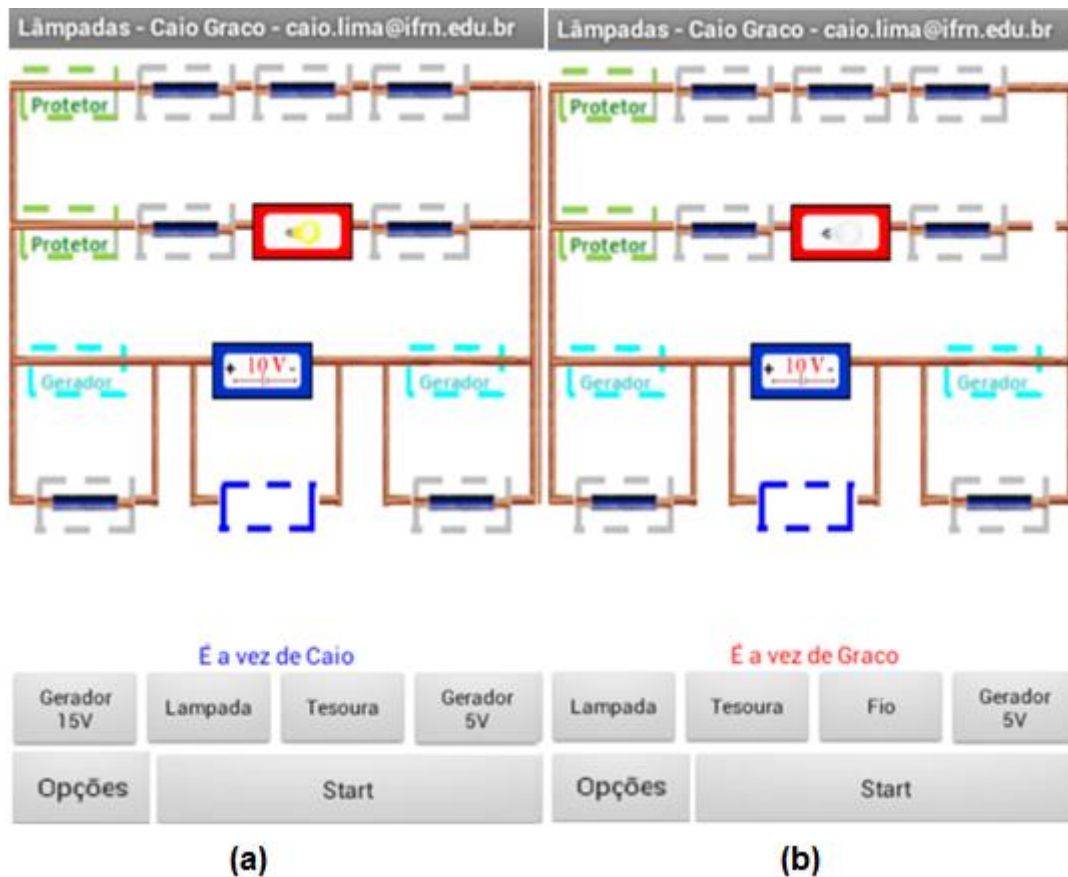 Lâmpadas - Caio Graco - caio.lima@ifrn.edu.br
Protetor
Protetor
Gerador
+ 10 V -
Gerador
É a vez de Caio
Gerador 15V
Lampada
Tesoura
Gerador 5V
Opções
Start
(a)
Lâmpadas - Caio Graco - caio.lima@ifrn.edu.br
Protetor
Protetor
Gerador
+ 10 V -
Gerador
É a vez de Graco
Lampada
Tesoura
Fio
Gerador 5V
Opções
Start
(b)